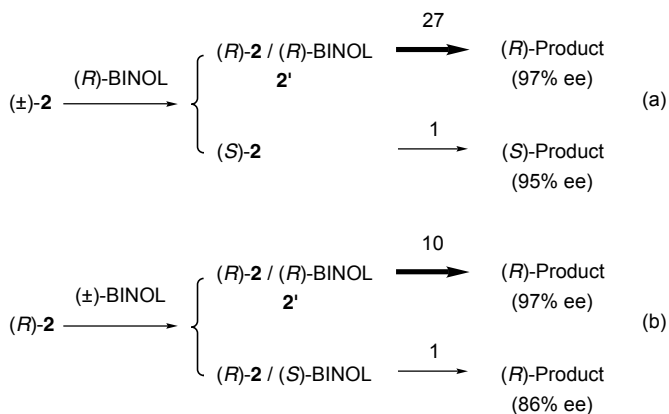 27
(R)-BINOL
(±)-2
(R)-2 / (R)-BINOL
2'
(R)-Product
(97% ee)
(a)
1
(S)-2
(S)-Product
(95% ee)
10
(±)-BINOL
(R)-2
(R)-2 / (R)-BINOL
2'
(R)-Product
(97% ee)
(b)
1
(R)-2 / (S)-BINOL
(R)-Product
(86% ee)